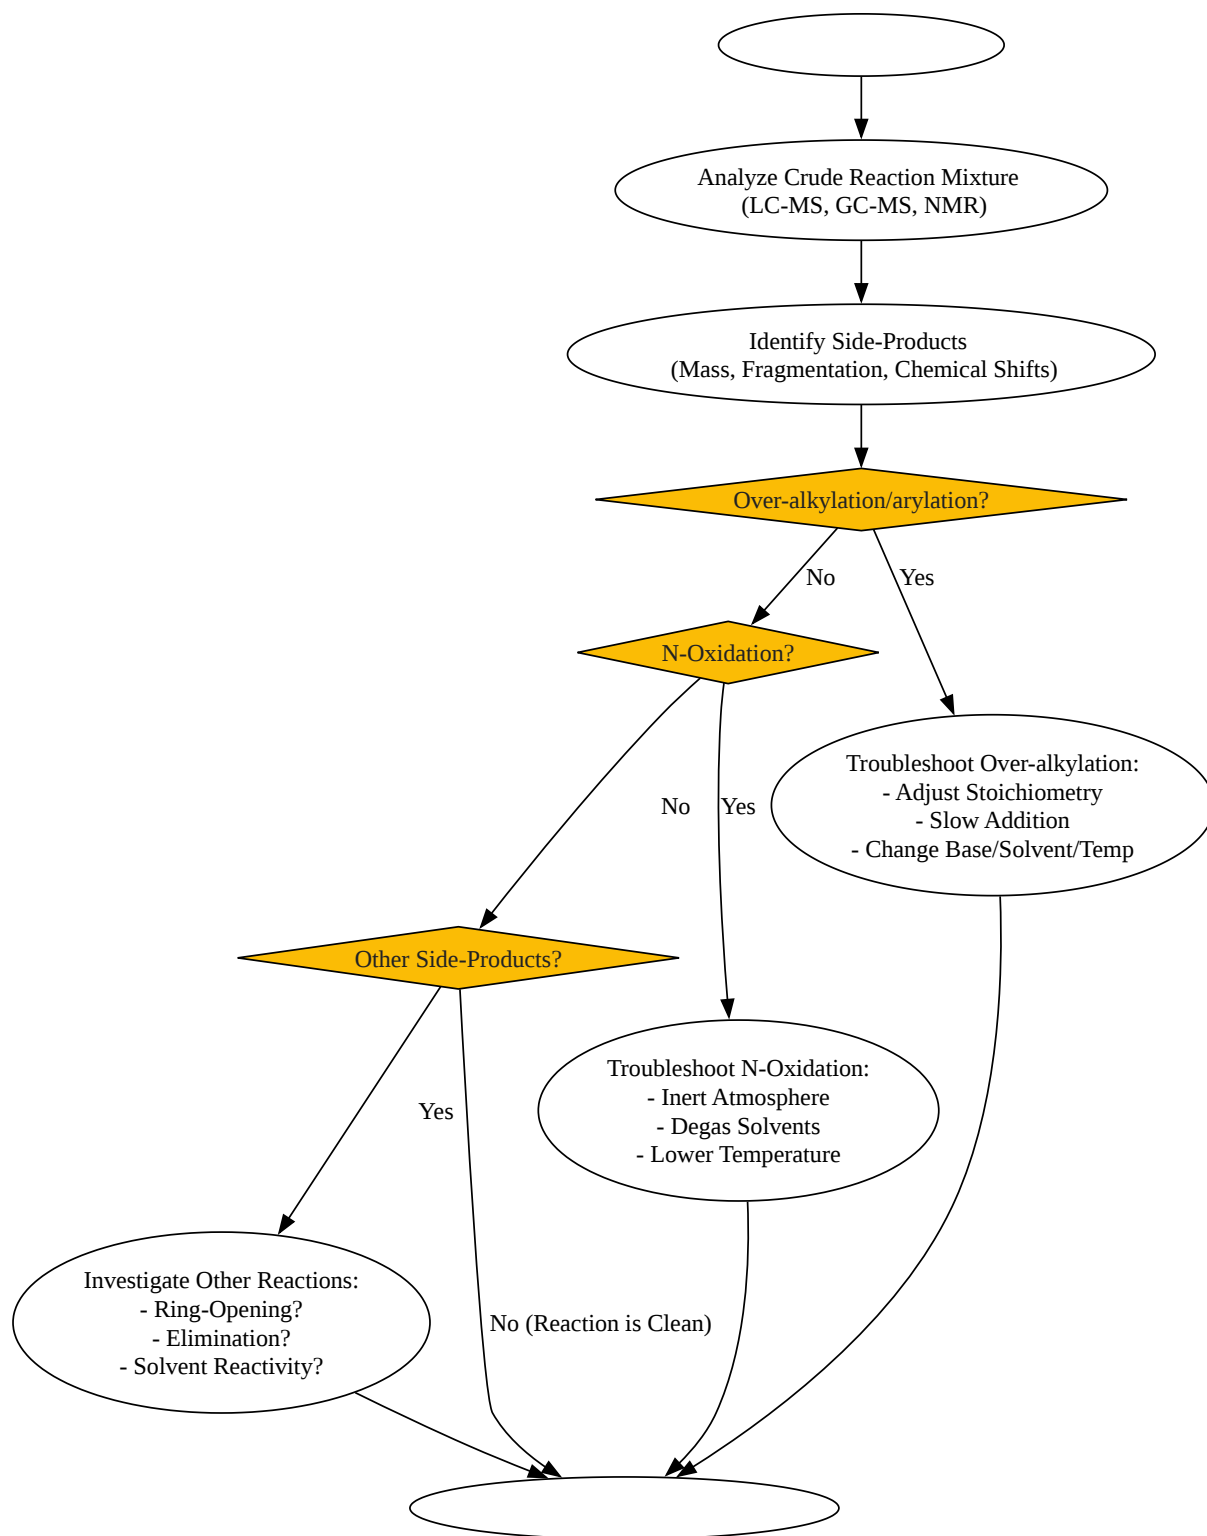 Analyze Crude Reaction Mixture
(LC-MS, GC-MS, NMR)
Identify Side-Products
(Mass, Fragmentation, Chemical Shifts)
Over-alkylation/arylation?
No
Yes
N-Oxidation?
Troubleshoot Over-alkylation:
- Adjust Stoichiometry
- Slow Addition
- Change Base/Solvent/Temp
No
Yes
Other Side-Products?
Troubleshoot N-Oxidation:
- Inert Atmosphere
- Degas Solvents
- Lower Temperature
Yes
Investigate Other Reactions:
- Ring-Opening?
- Elimination?
- Solvent Reactivity?
No (Reaction is Clean)